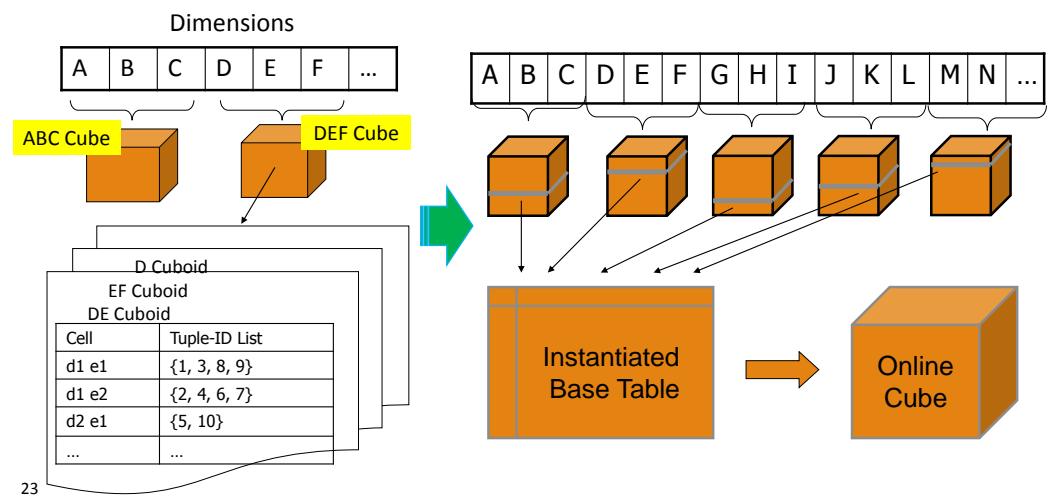 Dimensions
A B C D E F ...
ABC Cube
DEF Cube
D Cuboid
EF Cuboid
DE Cuboid
Cell Tuple-ID List
d1 e1 {1, 3, 8, 9}
d1 e2 {2, 4, 6, 7}
d2 e1 {5, 10}
... ...
23
A B C D E F G H I J K L M N ...
Instantiated
Base Table
Online
Cube